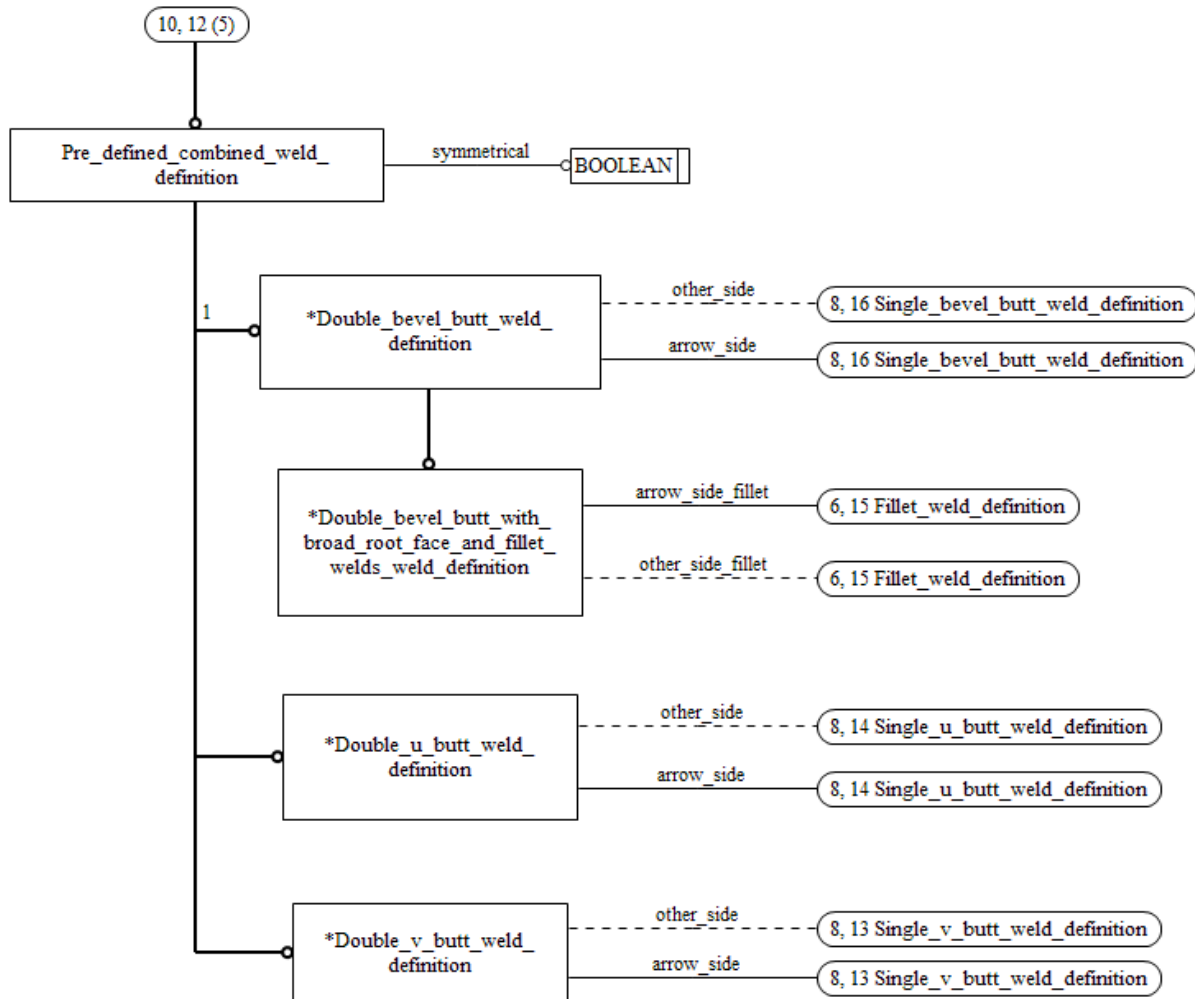 10, 12 (5)
Pre_defined_combined_weld_
definition
symmetrical
BOOLEAN
1
*Double_bevel_butt_weld_
definition
other_side
8, 16 Single_bevel_butt_weld_definition
arrow_side
8, 16 Single_bevel_butt_weld_definition
*Double_bevel_butt_with_
broad_root_face_and_fillet_
welds_weld_definition
arrow_side_fillet
6, 15 Fillet_weld_definition
other_side_fillet
6, 15 Fillet_weld_definition
*Double_u_butt_weld_
definition
other_side
8, 14 Single_u_butt_weld_definition
arrow_side
8, 14 Single_u_butt_weld_definition
*Double_v_butt_weld_
definition
other_side
8, 13 Single_v_butt_weld_definition
arrow_side
8, 13 Single_v_butt_weld_definition